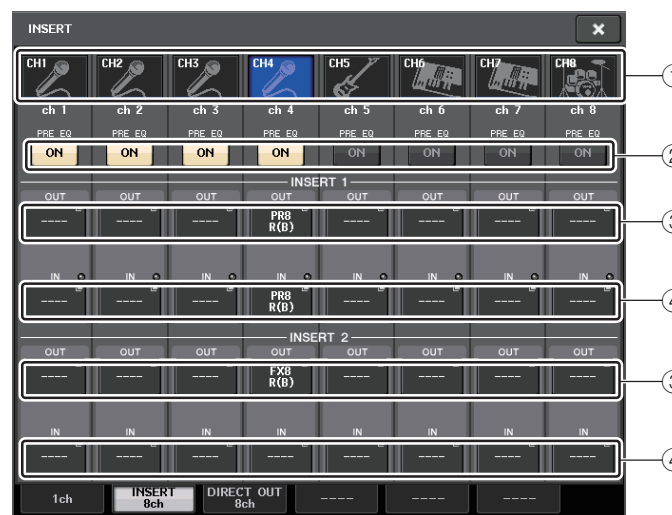 INSERT
CH1 CH2 CH3 CH4 CH5 CH6 CH7 CH8
ch 1 ch 2 ch 3 ch 4 ch 5 ch 6 ch 7 ch 8
PRE EQ PRE EQ PRE EQ PRE EQ PRE EQ PRE EQ PRE EQ PRE EQ
ON ON ON ON ON ON ON ON
INSERT 1
OUT OUT OUT OUT OUT OUT OUT OUT
---- ---- ---- PR8 R(B) ---- ---- ---- ----
IN IN IN IN IN IN IN IN
---- ---- ---- PR8 R(B) ---- ---- ---- ----
INSERT 2
OUT OUT OUT OUT OUT OUT OUT OUT
---- ---- ---- FX8 R(B) ---- ---- ---- ----
IN IN IN IN IN IN IN IN
---- ---- ---- ---- ---- ---- ---- ----
1ch INSERT 8ch DIRECT OUT 8ch ---- ---- ----